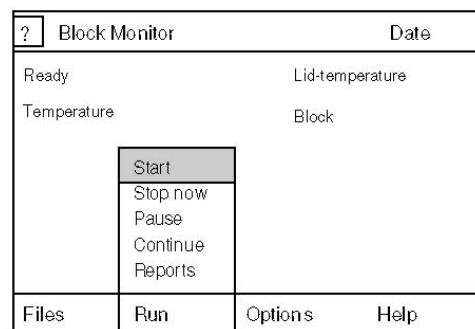 ? Block Monitor Date
Ready Lid-temperature
Temperature Block
Start
Stop now
Pause
Continue
Reports
Files Run Options Help